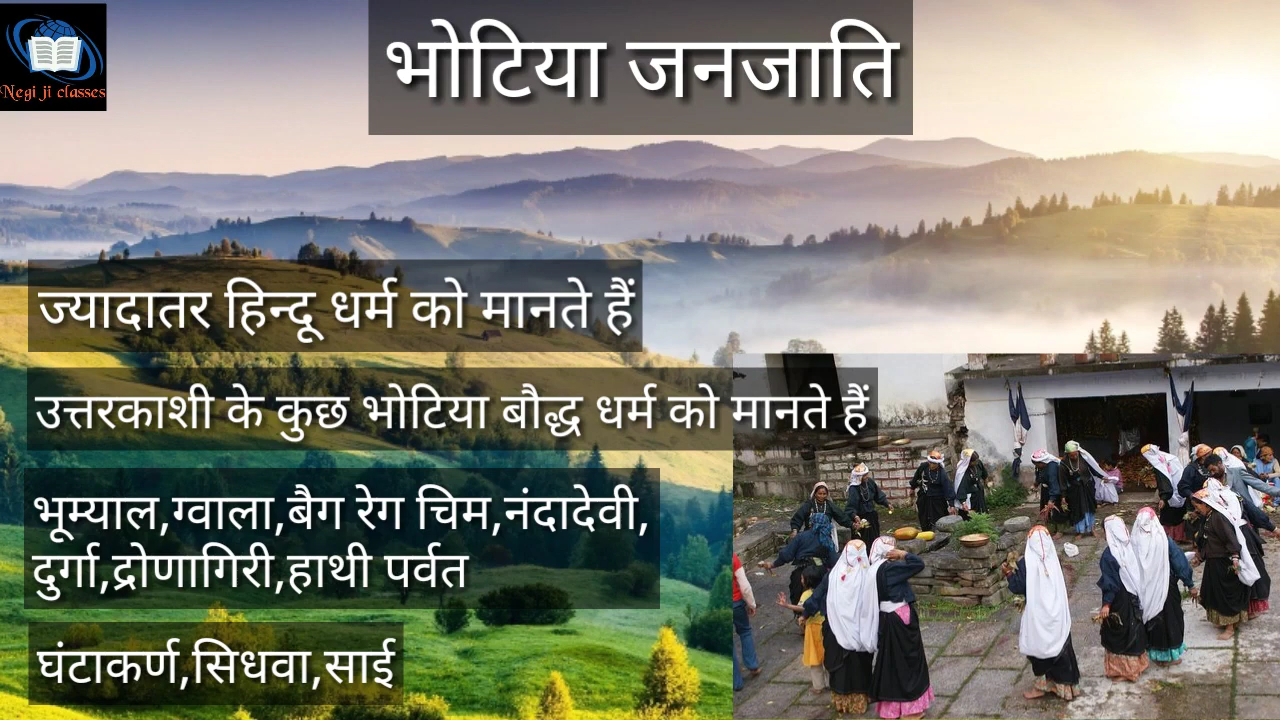 Negi ji classes
भोटिया जनजाति
ज्यादातर हिन्दू धर्म को मानते हैं
उत्तरकाशी के कुछ भोटिया बौद्ध धर्म को मानते हैं
भूम्याल,ग्वाला,बैग रेग चिम,नंदादेवी,
दुर्गा,द्रोणागिरी,हाथी पर्वत
घंटाकर्ण,सिधवा,साई